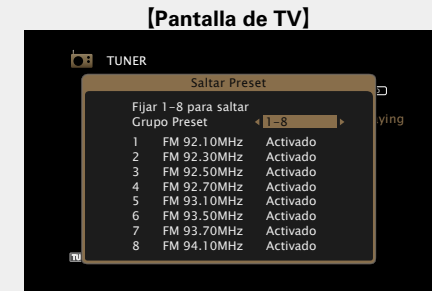 【Pantalla de TV】
TUNER
Saltar Preset
Fijar 1-8 para saltar
Grupo Preset 1-8
ying
1 FM 92.10MHz Activado
2 FM 92.30MHz Activado
3 FM 92.50MHz Activado
4 FM 92.70MHz Activado
5 FM 93.10MHz Activado
6 FM 93.50MHz Activado
7 FM 93.70MHz Activado
8 FM 94.10MHz Activado
TU